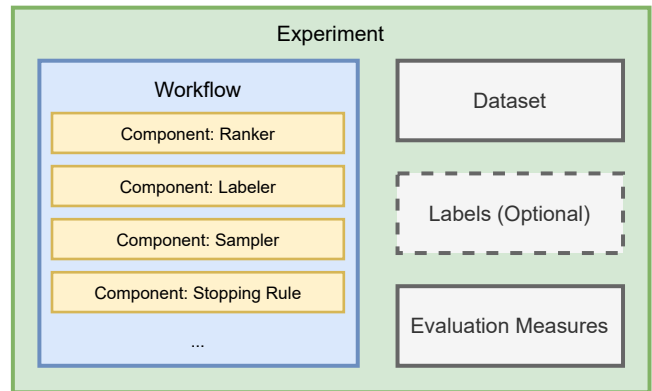 Experiment
Workflow
Component: Ranker
Component: Labeler
Component: Sampler
Component: Stopping Rule
...
Dataset
Labels (Optional)
Evaluation Measures